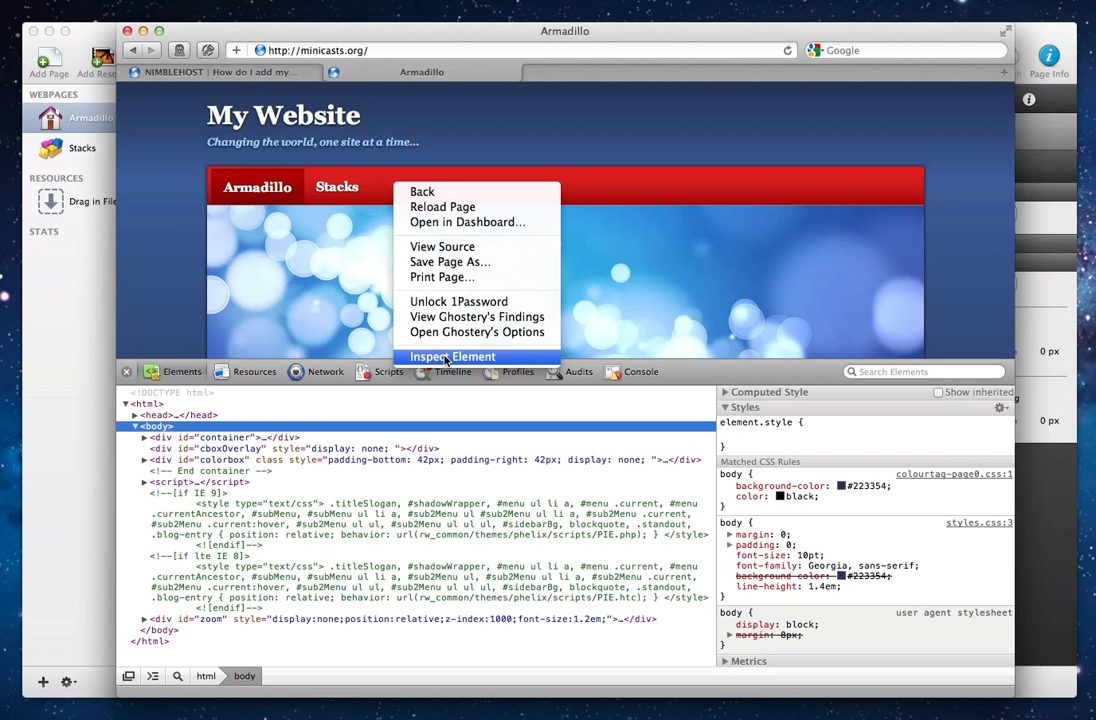 Armadillo
http://minicasts.org/
Google
NIMBLEHOST | How do I add my...
Armadillo
Add Page
Add Reso
Page Info
WEBPAGES
Armadillo
Stacks
RESOURCES
Drag in File
STATS
My Website
Changing the world, one site at a time...
Armadillo
Stacks
Back
Reload Page
Open in Dashboard...
View Source
Save Page As...
Print Page...
Unlock 1Password
View Ghostery's Findings
Open Ghostery's Options
Inspect Element
Elements
Resources
Network
Scripts
Timeline
Profiles
Audits
Console
Search Elements
<!DOCTYPE html>
<html>
<head>…</head>
<body>
<div id="container">…</div>
<div id="cboxOverlay" style="display: none; "></div>
<div id="colorbox" class style="padding-bottom: 42px; padding-right: 42px; display: none; ">…</div>
<!-- End container -->
<script>…</script>
<!--[if IE 9]>
<style type="text/css"> .titleSlogan, #shadowWrapper, #menu ul li a, #menu .current, #menu
.currentAncestor, #subMenu, #subMenu ul li a, #subMenu .current, #sub2Menu ul li a, #sub2Menu .current,
#sub2Menu .current:hover, #sub2Menu ul ul, #sub2Menu ul ul ul, #sidebarBg, blockquote, .standout,
.blog-entry { position: relative; behavior: url(rw_common/themes/phelix/scripts/PIE.php); } </style>
<![endif]-->
<!--[if lte IE 8]>
<style type="text/css"> .titleSlogan, #shadowWrapper, #menu ul li a, #menu .current, #menu
.currentAncestor, #subMenu, #subMenu ul li a, #subMenu .current, #sub2Menu ul li a, #sub2Menu .current,
#sub2Menu .current:hover, #sub2Menu ul ul, #sub2Menu ul ul ul, #sidebarBg, blockquote, .standout,
.blog-entry { position: relative; behavior: url(rw_common/themes/phelix/scripts/PIE.htc); } </style>
<![endif]-->
<div id="zoom" style="display:none;position:relative;z-index:1000;font-size:1.2em;">…</div>
</body>
</html>
html
body
Computed Style
Show inherited
Styles
element.style {
}
Matched CSS Rules
body {
colourtag-page0.css:1
background-color: #223354;
color: black;
}
body {
styles.css:3
margin: 0;
padding: 0;
font-size: 10pt;
font-family: Georgia, sans-serif;
background-color: #223354;
line-height: 1.4em;
}
body {
user agent stylesheet
display: block;
margin: 8px;
}
Metrics
0 px
0 px